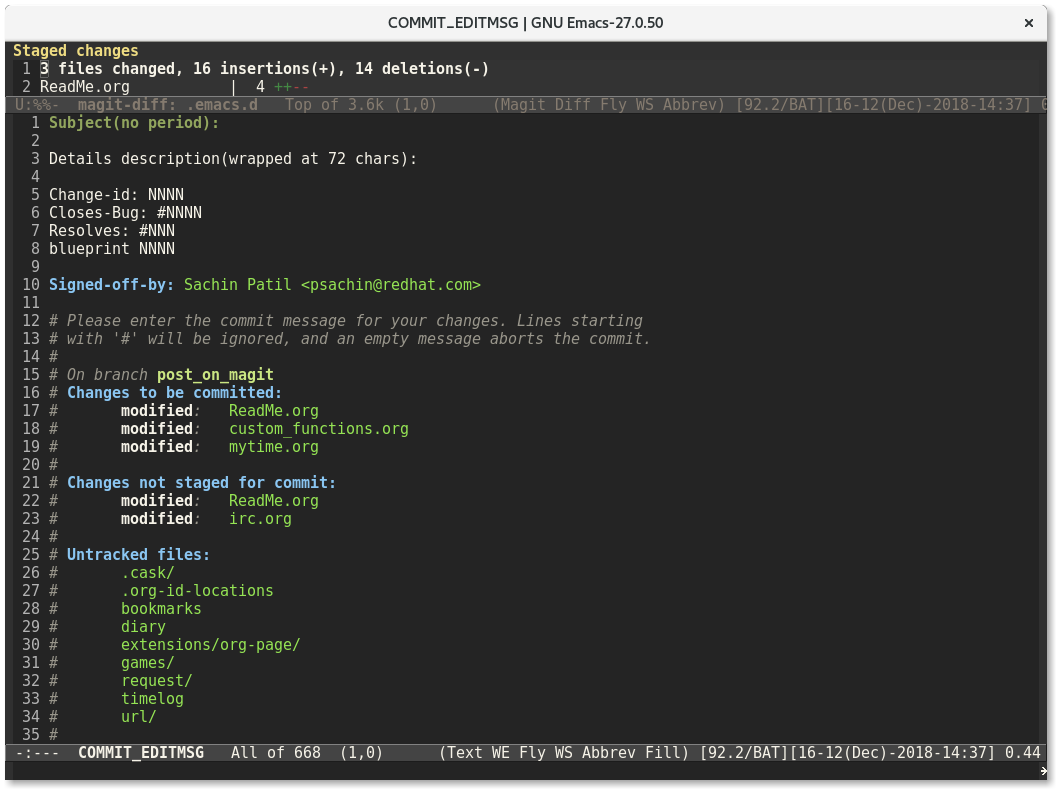 COMMIT_EDITMSG | GNU Emacs-27.0.50 ×
Staged changes
1 3 files changed, 16 insertions(+), 14 deletions(-)
2 ReadMe.org | 4 ++--
U:%%- magit-diff: .emacs.d Top of 3.6k (1,0) (Magit Diff Fly WS Abbrev) [92.2/BAT][16-12(Dec)-2018-14:37] 0
1 Subject(no period):
2
3 Details description(wrapped at 72 chars):
4
5 Change-id: NNNN
6 Closes-Bug: #NNNN
7 Resolves: #NNN
8 blueprint NNNN
9
10 Signed-off-by: Sachin Patil <psachin@redhat.com>
11
12 # Please enter the commit message for your changes. Lines starting
13 # with '#' will be ignored, and an empty message aborts the commit.
14 #
15 # On branch post_on_magit
16 # Changes to be committed:
17 # modified: ReadMe.org
18 # modified: custom_functions.org
19 # modified: mytime.org
20 #
21 # Changes not staged for commit:
22 # modified: ReadMe.org
23 # modified: irc.org
24 #
25 # Untracked files:
26 # .cask/
27 # .org-id-locations
28 # bookmarks
29 # diary
30 # extensions/org-page/
31 # games/
32 # request/
33 # timelog
34 # url/
35 #
-:--- COMMIT_EDITMSG All of 668 (1,0) (Text WE Fly WS Abbrev Fill) [92.2/BAT][16-12(Dec)-2018-14:37] 0.44